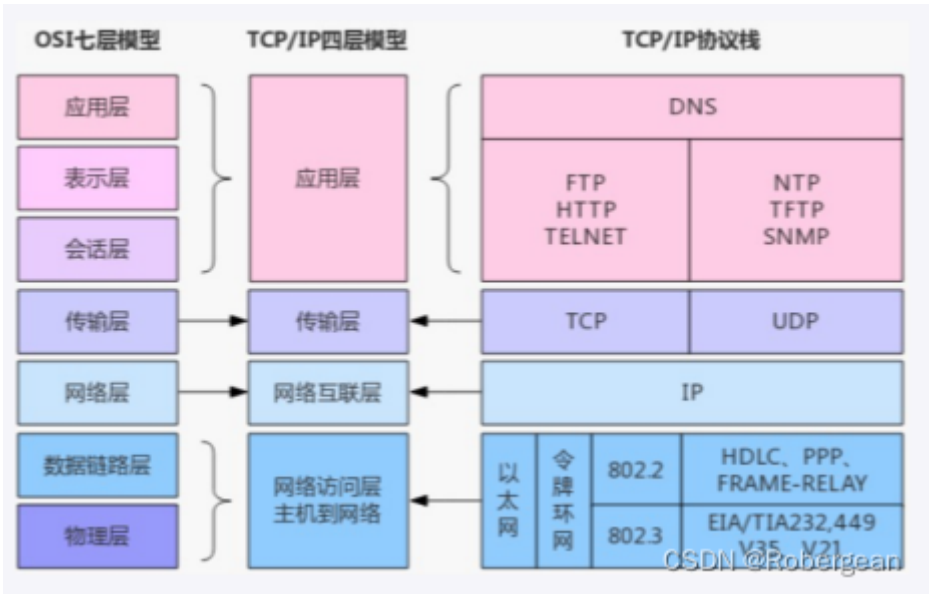 OSI七层模型
TCP/IP四层模型
TCP/IP协议栈
应用层
表示层
会话层
传输层
网络层
数据链路层
物理层
应用层
传输层
网络互联层
网络访问层
主机到网络
DNS
FTP
HTTP
TELNET
NTP
TFTP
SNMP
TCP
UDP
IP
以太网
令牌环网
802.2
802.3
HDLC、PPP、
FRAME-RELAY
EIA/TIA232,449
V35、V21
CSDN @Robergean